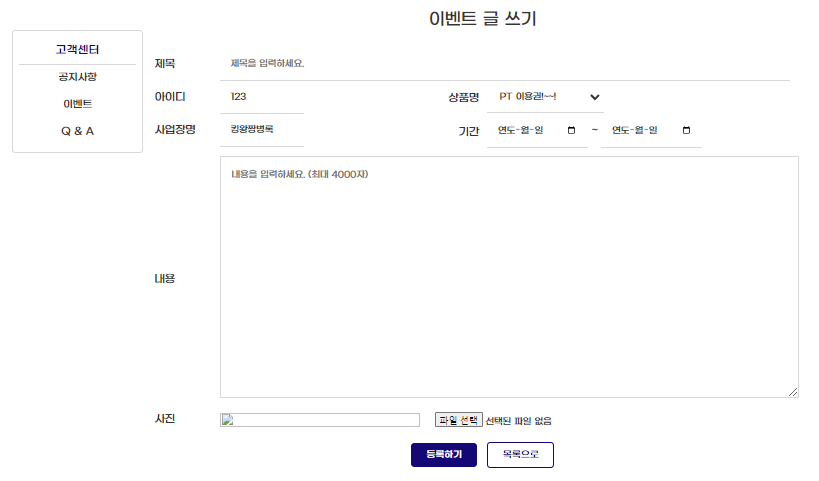 이벤트 글 쓰기
고객센터
공지사항
이벤트
Q & A
제목 제목을 입력하세요.
아이디 123 상품명 PT 이용권!~~!
사업장명 킹왕짱병록 기간 연도-월-일 ~ 연도-월-일
내용 내용을 입력하세요. (최대 4000자)
사진 파일 선택 선택된 파일 없음
등록하기 목록으로